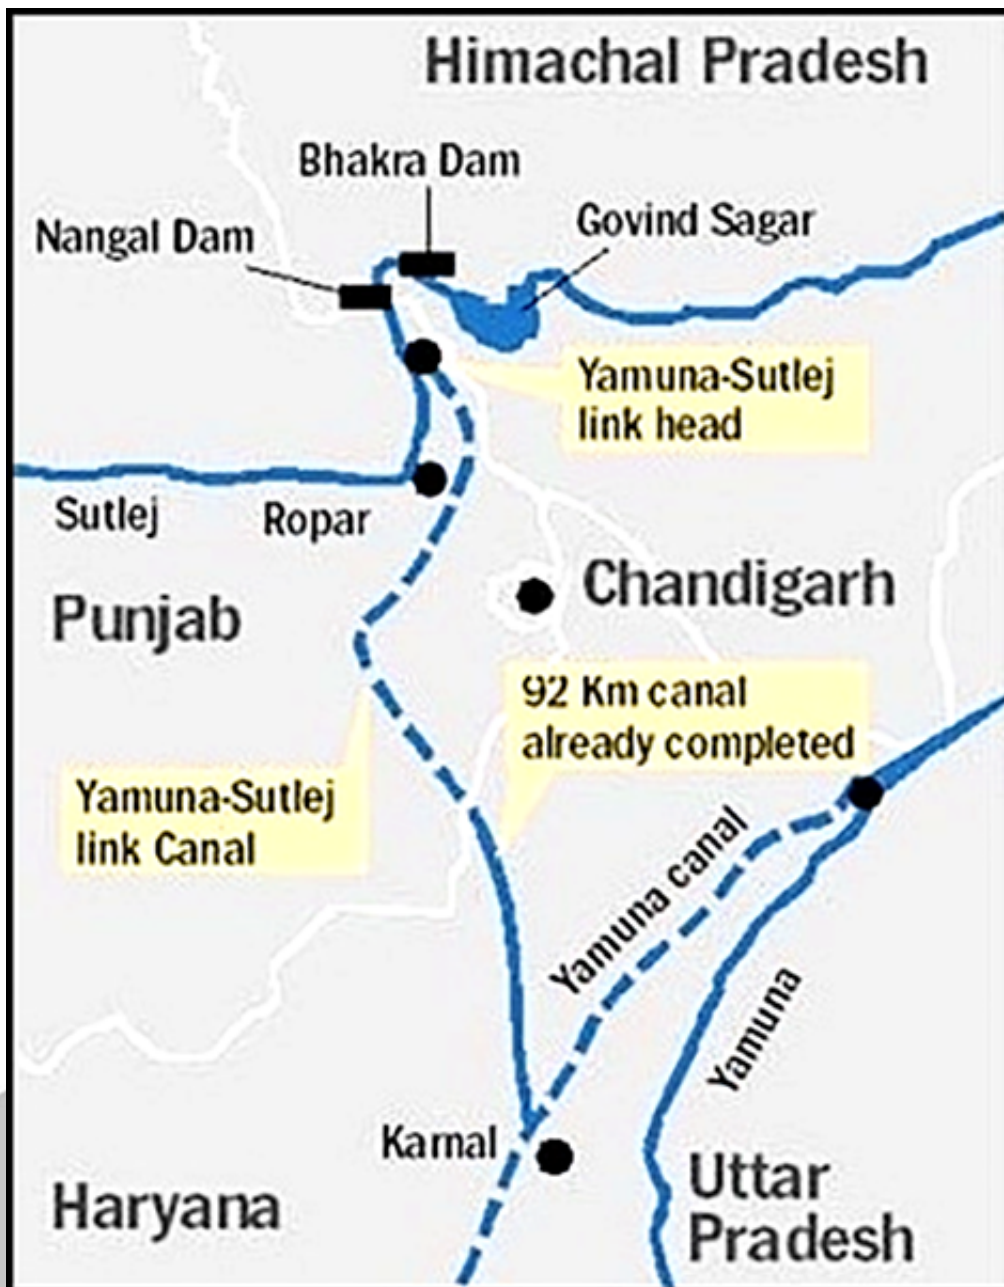 Himachal Pradesh
Bhakra Dam
Nangal Dam
Govind Sagar
Yamuna-Sutlej
link head
Sutlej
Ropar
Chandigarh
Punjab
92 Km canal
already completed
Yamuna-Sutlej
link Canal
Yamuna canal
Yamuna
Karnal
Haryana
Uttar
Pradesh